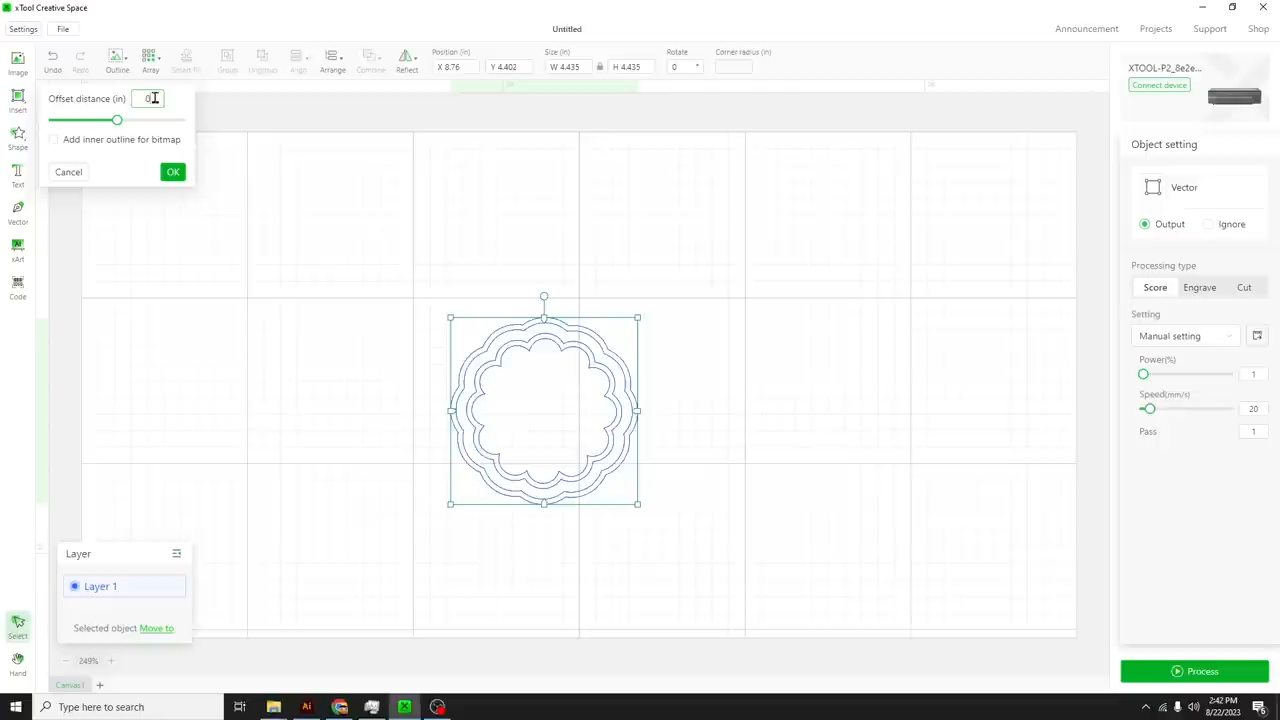 xTool Creative Space
Settings
File
Untitled
Announcement
Projects
Support
Shop
Image
Insert
Shape
Text
Vector
xArt
Code
Select
Hand
Undo
Redo
Outline
Array
Smart fill
Group
Ungroup
Align
Arrange
Combine
Reflect
Position (in)
X 8.76
Y 4.402
Size (in)
W 4.435
H 4.435
Rotate
0 °
Corner radius (in)
Offset distance (in)
0
Add inner outline for bitmap
Cancel
OK
XTOOL-P2_8e2e...
Connect device
Object setting
Vector
Output
Ignore
Processing type
Score
Engrave
Cut
Setting
Manual setting
Power(%)
1
Speed(mm/s)
20
Pass
1
Process
Layer
Layer 1
Selected object Move to
249%
Canvas1
Type here to search
2:42 PM
8/22/2023